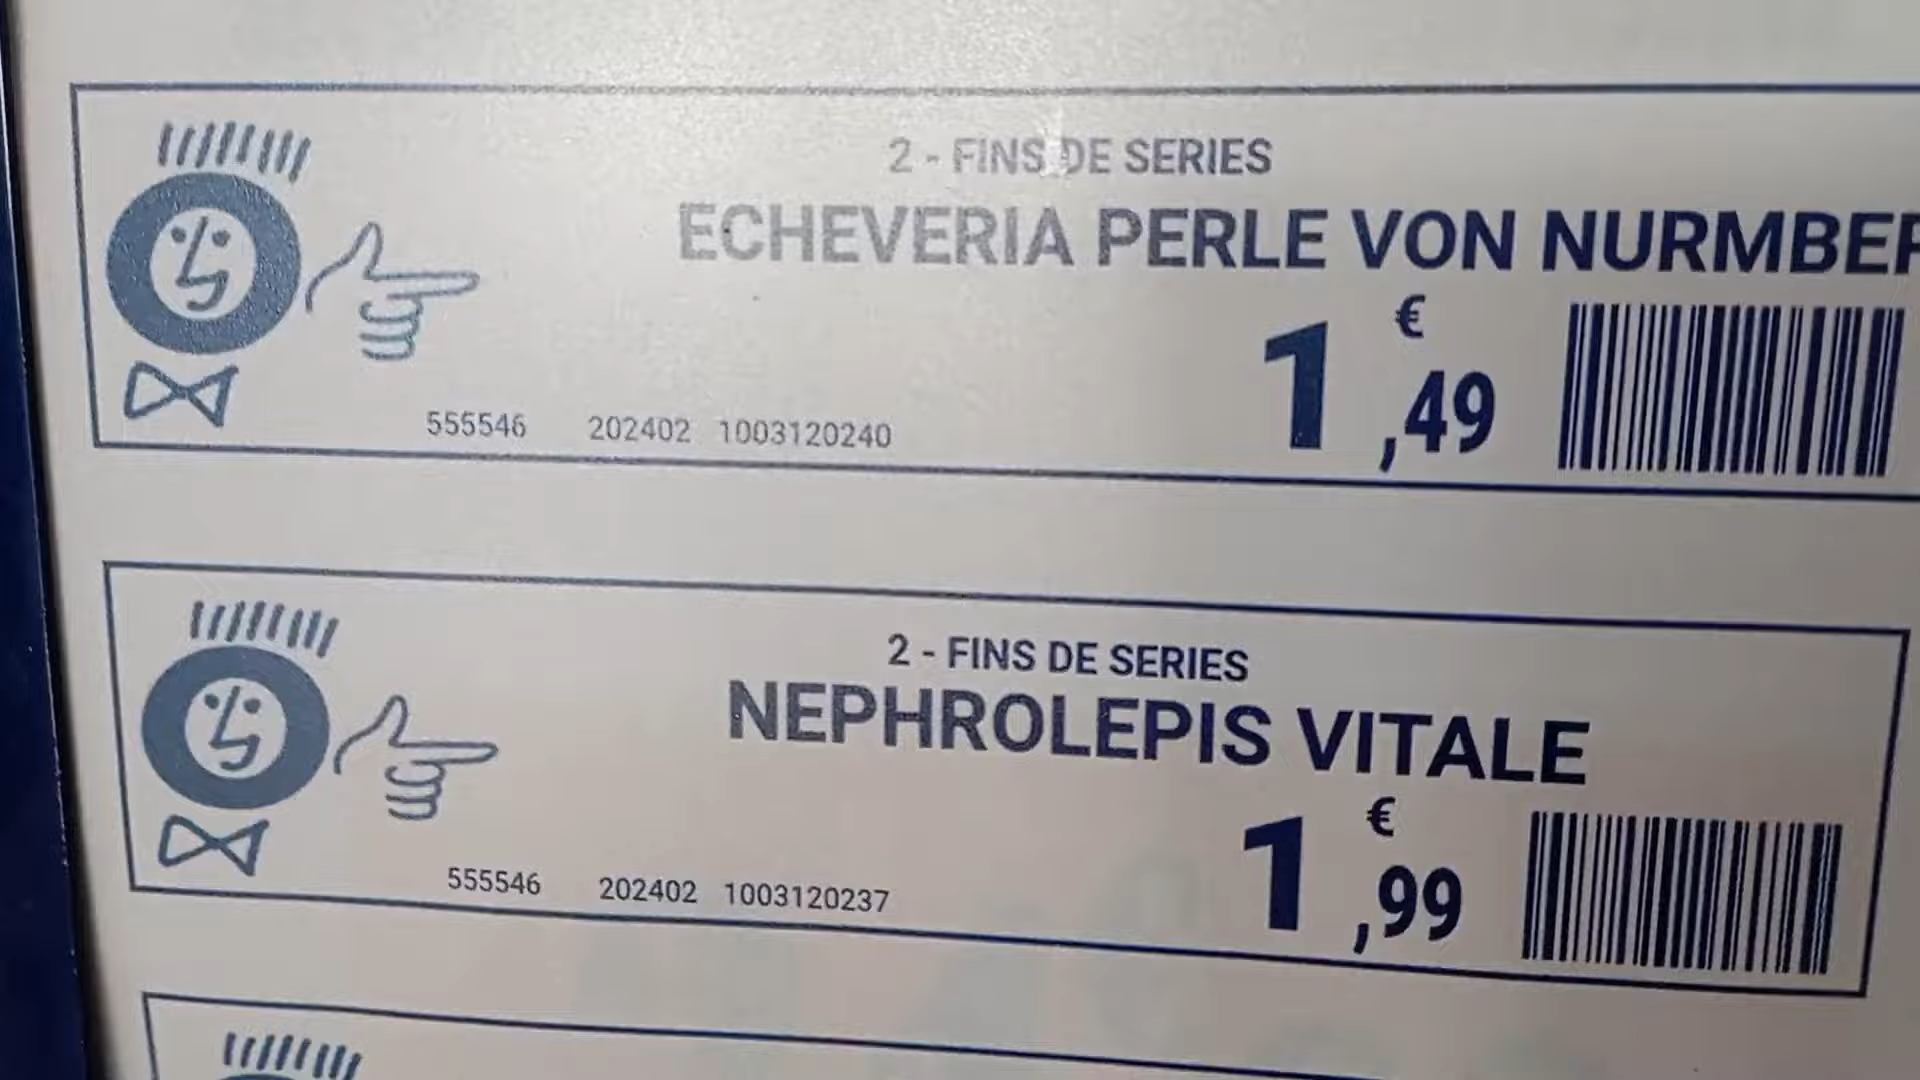 2 - FINS DE SERIES
ECHEVERIA PERLE VON NURMBER
€
1,49
555546 202402 1003120240
2 - FINS DE SERIES
NEPHROLEPIS VITALE
€
1,99
555546 202402 1003120237